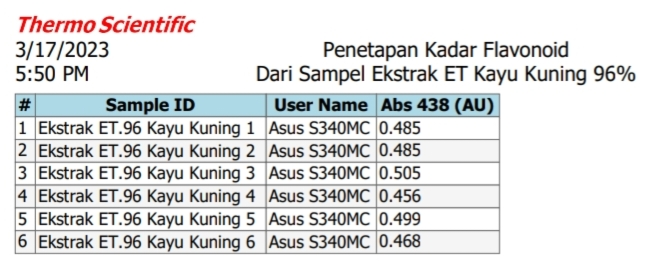 Thermo Scientific
3/17/2023
Penetapan Kadar Flavonoid
5:50 PM
Dari Sampel Ekstrak ET Kayu Kuning 96%
# Sample ID User Name Abs 438 (AU)
1 Ekstrak ET.96 Kayu Kuning 1 Asus S340MC 0.485
2 Ekstrak ET.96 Kayu Kuning 2 Asus S340MC 0.485
3 Ekstrak ET.96 Kayu Kuning 3 Asus S340MC 0.505
4 Ekstrak ET.96 Kayu Kuning 4 Asus S340MC 0.456
5 Ekstrak ET.96 Kayu Kuning 5 Asus S340MC 0.499
6 Ekstrak ET.96 Kayu Kuning 6 Asus S340MC 0.468